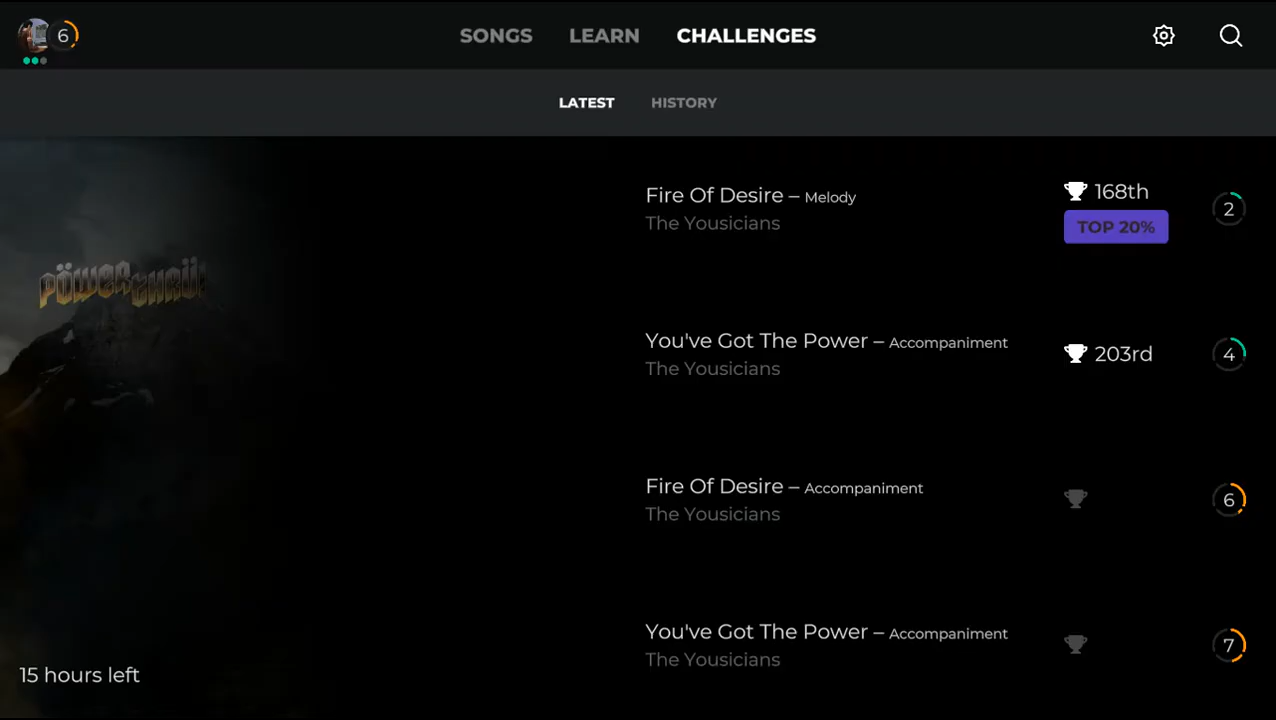 6
SONGS LEARN CHALLENGES
LATEST HISTORY
PÖWER
Fire Of Desire – Melody
The Yousicians
168th
TOP 20%
2
You've Got The Power – Accompaniment
The Yousicians
203rd
4
Fire Of Desire – Accompaniment
The Yousicians
6
You've Got The Power – Accompaniment
The Yousicians
7
15 hours left